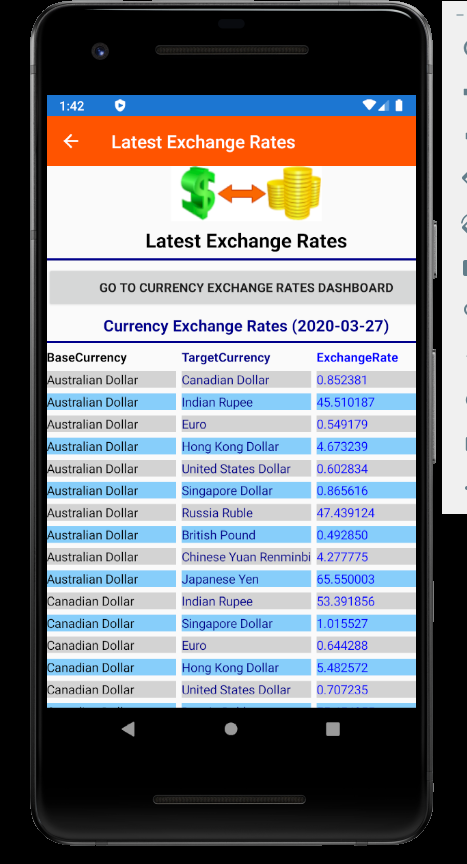 1:42
Latest Exchange Rates
Latest Exchange Rates
GO TO CURRENCY EXCHANGE RATES DASHBOARD
Currency Exchange Rates (2020-03-27)
BaseCurrency TargetCurrency ExchangeRate
Australian Dollar Canadian Dollar 0.852381
Australian Dollar Indian Rupee 45.510187
Australian Dollar Euro 0.549179
Australian Dollar Hong Kong Dollar 4.673239
Australian Dollar United States Dollar 0.602834
Australian Dollar Singapore Dollar 0.865616
Australian Dollar Russia Ruble 47.439124
Australian Dollar British Pound 0.492850
Australian Dollar Chinese Yuan Renminbi 4.277775
Australian Dollar Japanese Yen 65.550003
Canadian Dollar Indian Rupee 53.391856
Canadian Dollar Singapore Dollar 1.015527
Canadian Dollar Euro 0.644288
Canadian Dollar Hong Kong Dollar 5.482572
Canadian Dollar United States Dollar 0.707235